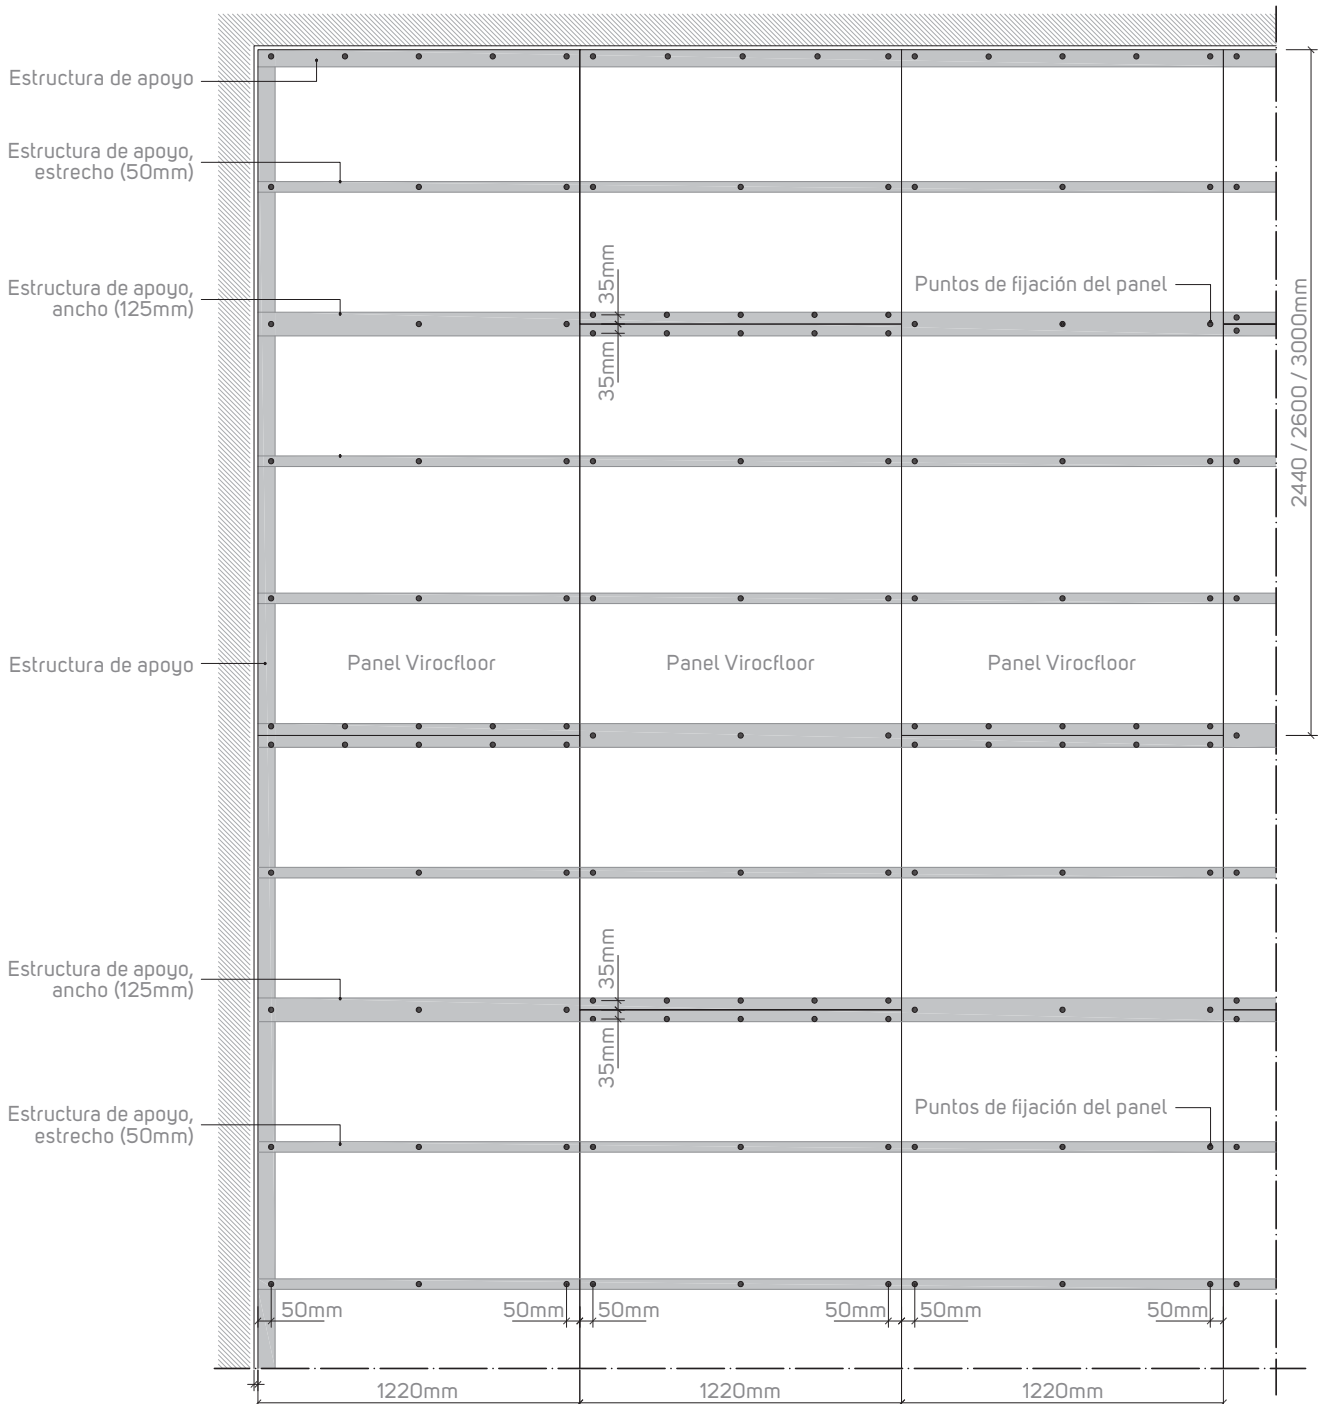 Estructura de apoyo
Estructura de apoyo,
estrecho (50mm)
35mm
Estructura de apoyo,
ancho (125mm)
Puntos de fijación del panel
35mm
2440 / 2600 / 3000mm
Estructura de apoyo
Panel Virocfloor
Panel Virocfloor
Panel Virocfloor
35mm
Estructura de apoyo,
ancho (125mm)
35mm
Estructura de apoyo,
estrecho (50mm)
Puntos de fijación del panel
50mm
50mm
50mm
50mm
50mm
50mm
1220mm
1220mm
1220mm